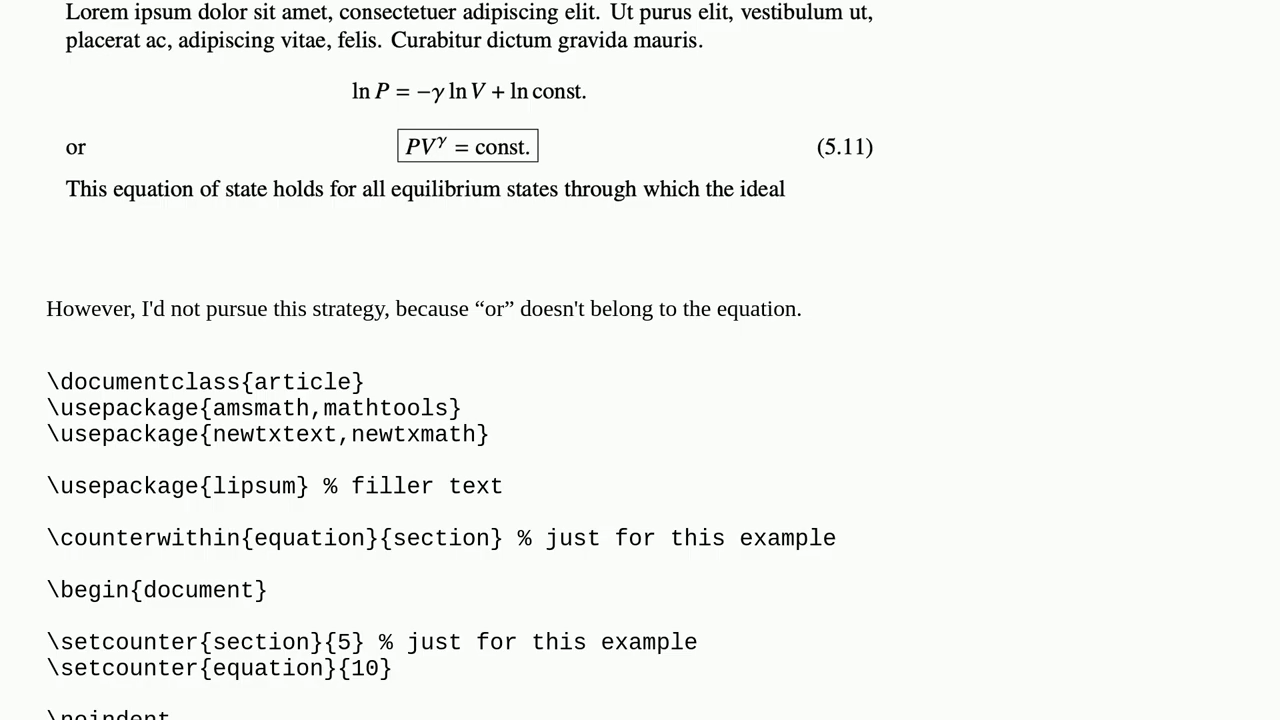 Lorem ipsum dolor sit amet, consectetuer adipiscing elit. Ut purus elit, vestibulum ut,
placerat ac, adipiscing vitae, felis. Curabitur dictum gravida mauris.
ln P = −γ ln V + ln const.
or PV^γ = const. (5.11)
This equation of state holds for all equilibrium states through which the ideal
However, I'd not pursue this strategy, because “or” doesn't belong to the equation.
\documentclass{article}
\usepackage{amsmath,mathtools}
\usepackage{newtxtext,newtxmath}
\usepackage{lipsum} % filler text
\counterwithin{equation}{section} % just for this example
\begin{document}
\setcounter{section}{5} % just for this example
\setcounter{equation}{10}
\noindent